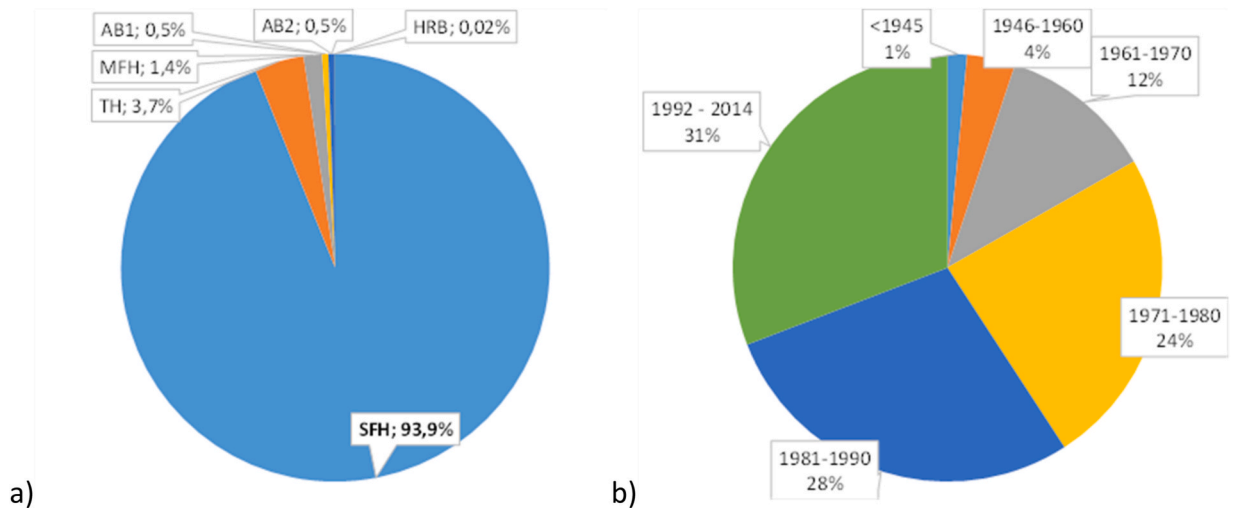 AB1; 0,5%
AB2; 0,5%
HRB; 0,02%
MFH; 1,4%
TH; 3,7%
SFH; 93,9%
a)
<1945
1%
1946-1960
4%
1961-1970
12%
1992 - 2014
31%
1971-1980
24%
1981-1990
28%
b)